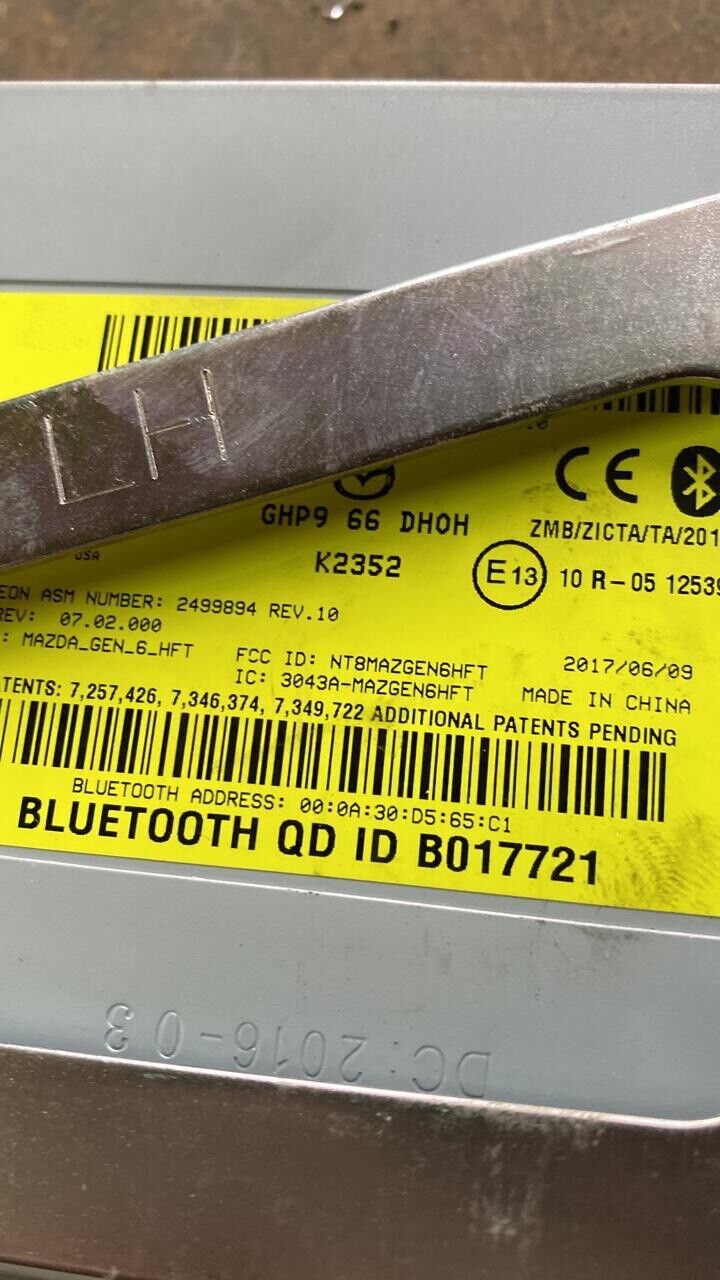 LH
CE
GHP9 66 DH0H
ZMB/ZICTA/TA/201
USA
K2352
E13 10 R-05 12539
EON ASM NUMBER: 2499894 REV.10
REV: 07.02.000
: MAZDA_GEN_6_HFT
FCC ID: NT8MAZGEN6HFT
2017/06/09
IC: 3043A-MAZGEN6HFT
MADE IN CHINA
TENTS: 7,257,426, 7,346,374, 7,349,722 ADDITIONAL PATENTS PENDING
BLUETOOTH ADDRESS: 00:0A:30:D5:65:C1
BLUETOOTH QD ID B017721
DC:2016-03